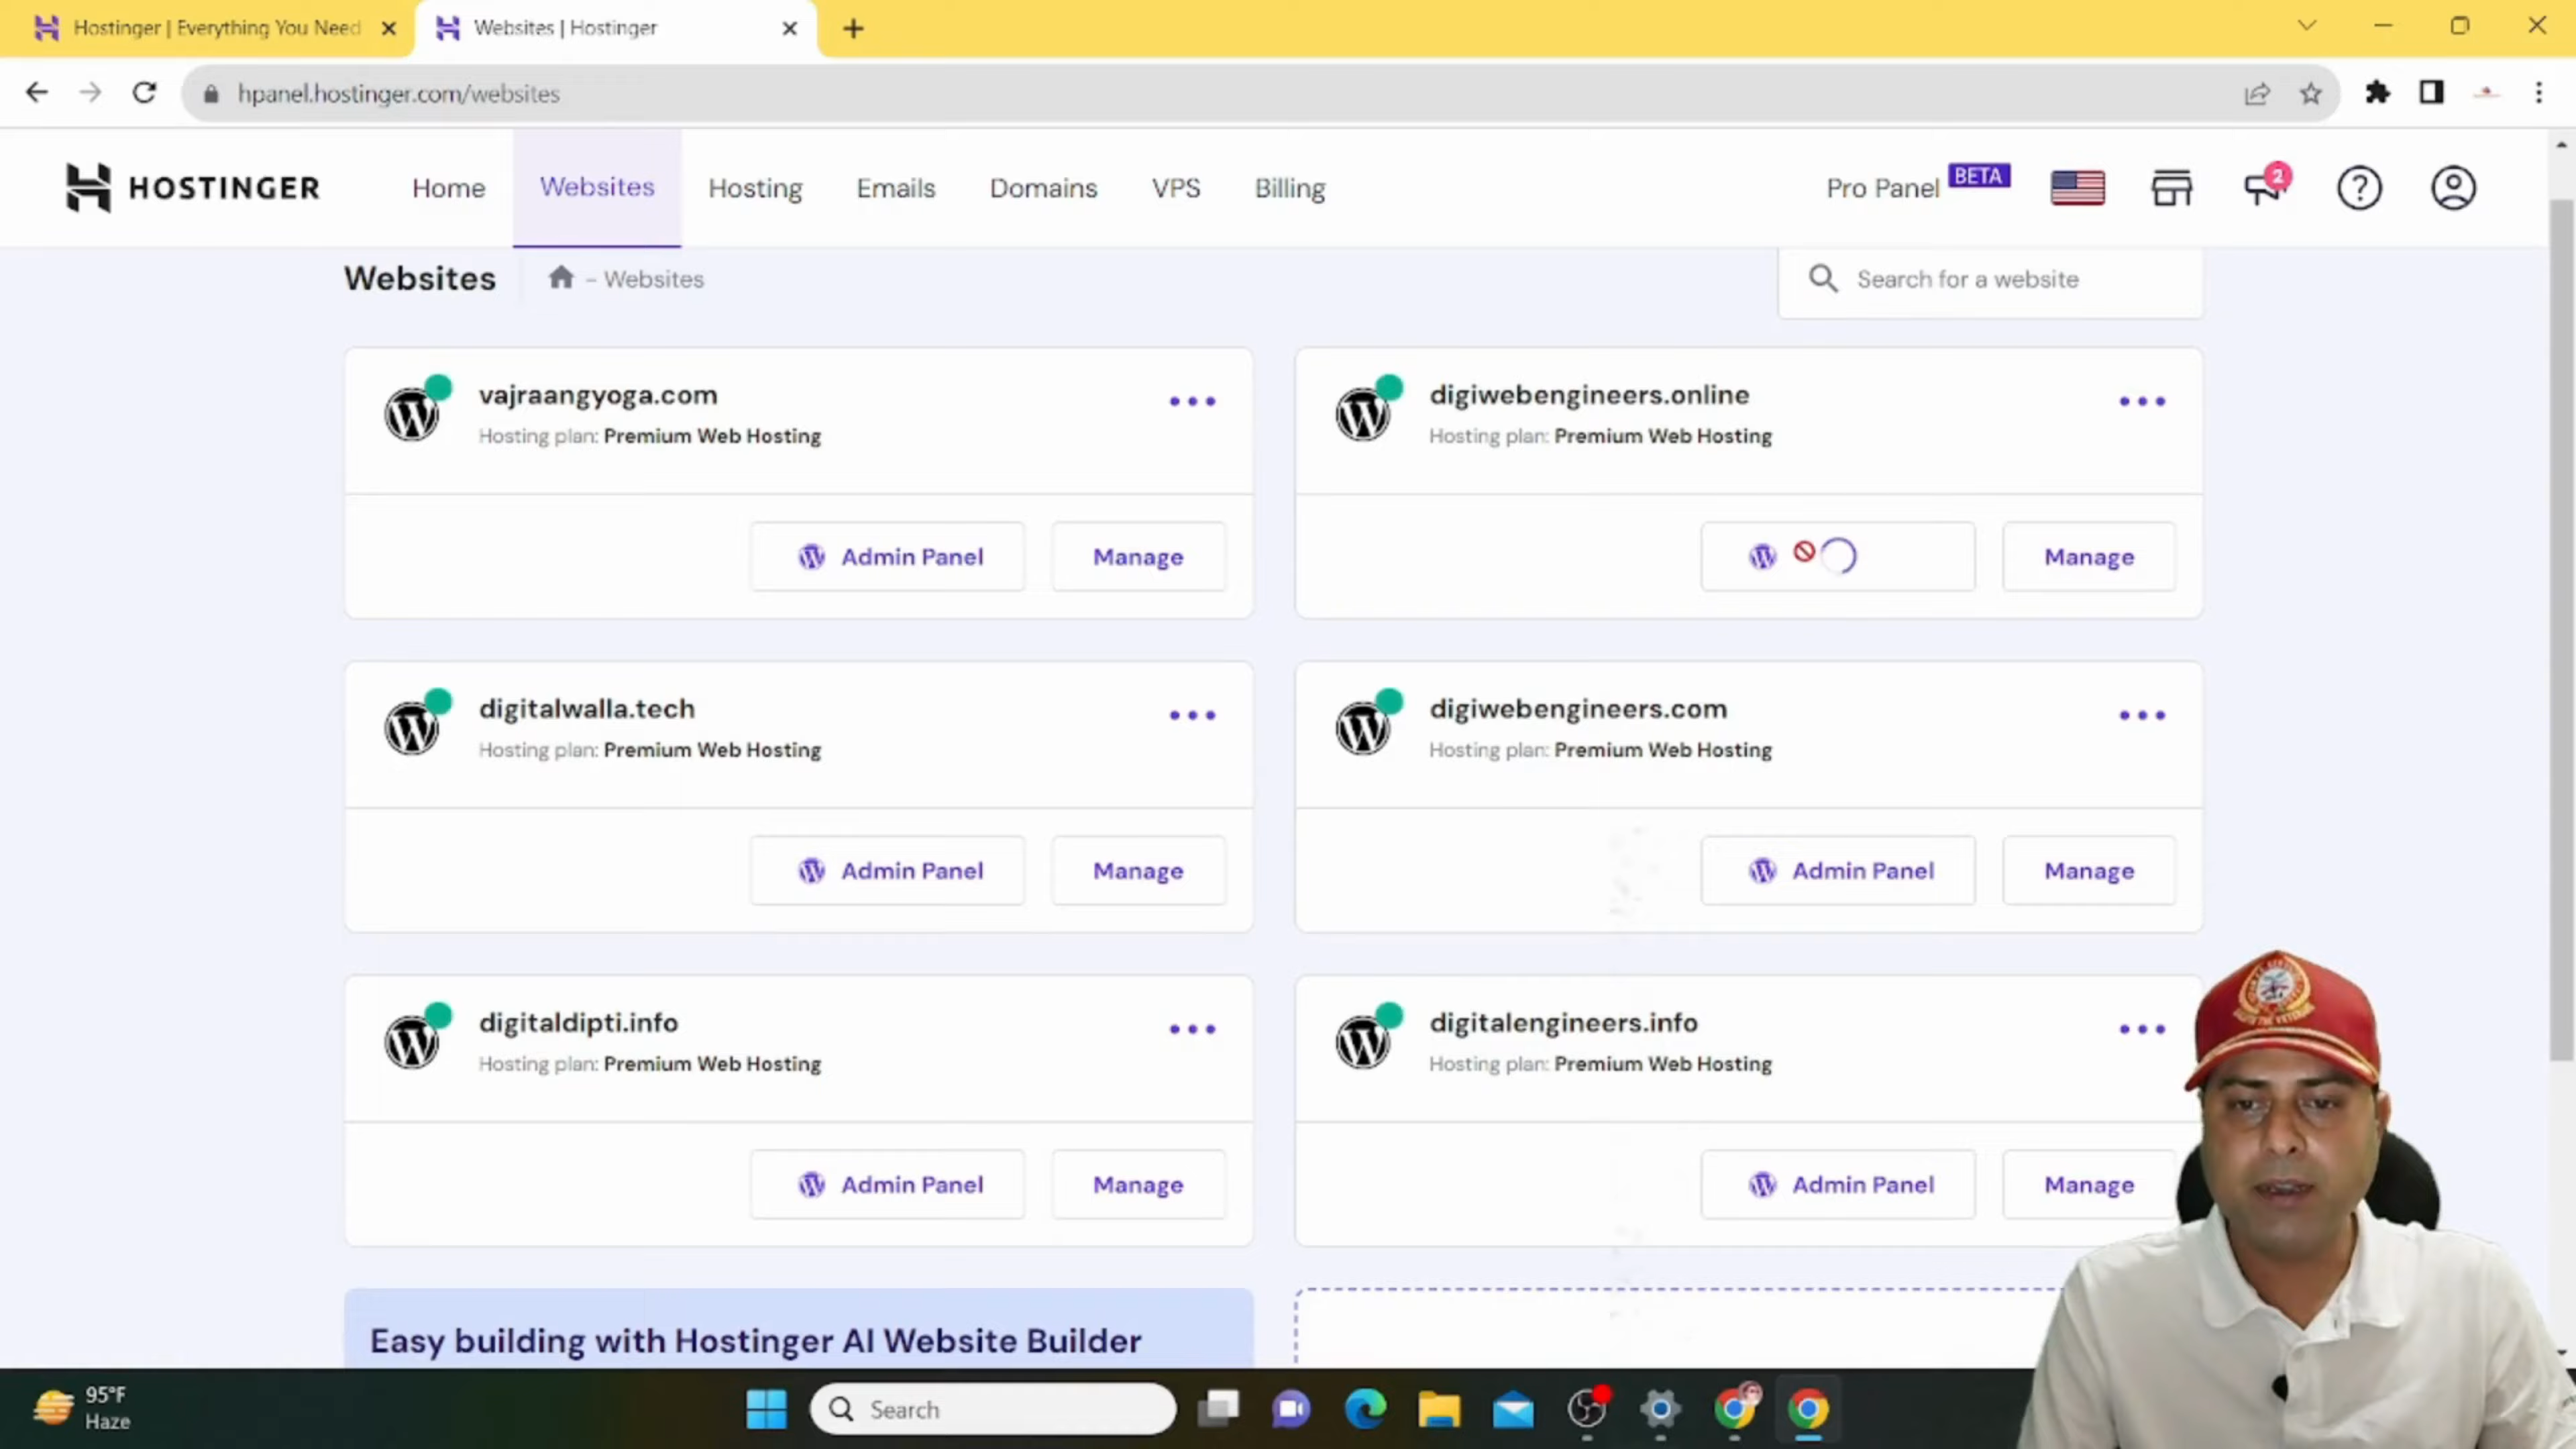 Hostinger | Everything You Need
Websites | Hostinger
hpanel.hostinger.com/websites
HOSTINGER
Home
Websites
Hosting
Emails
Domains
VPS
Billing
Pro Panel
BETA
2
Websites
– Websites
Search for a website
vajraangyoga.com
Hosting plan: Premium Web Hosting
Admin Panel
Manage
digiwebengineers.online
Hosting plan: Premium Web Hosting
Manage
digitalwalla.tech
Hosting plan: Premium Web Hosting
Admin Panel
Manage
digiwebengineers.com
Hosting plan: Premium Web Hosting
Admin Panel
Manage
digitaldipti.info
Hosting plan: Premium Web Hosting
Admin Panel
Manage
digitalengineers.info
Hosting plan: Premium Web Hosting
Admin Panel
Manage
Easy building with Hostinger AI Website Builder
95°F
Haze
Search